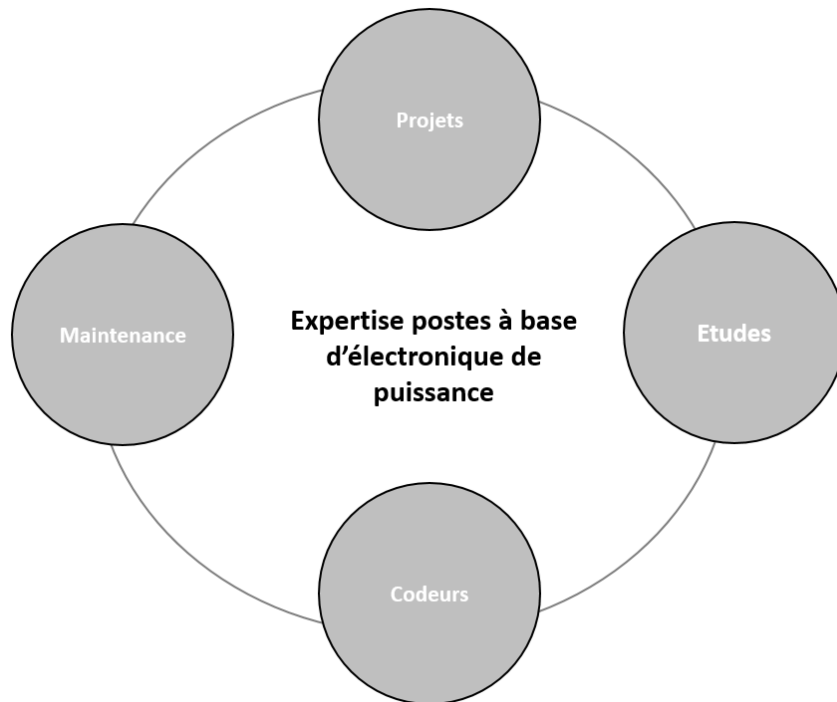 Projets
Maintenance
Expertise postes à base
d’électronique de
puissance
Etudes
Codeurs